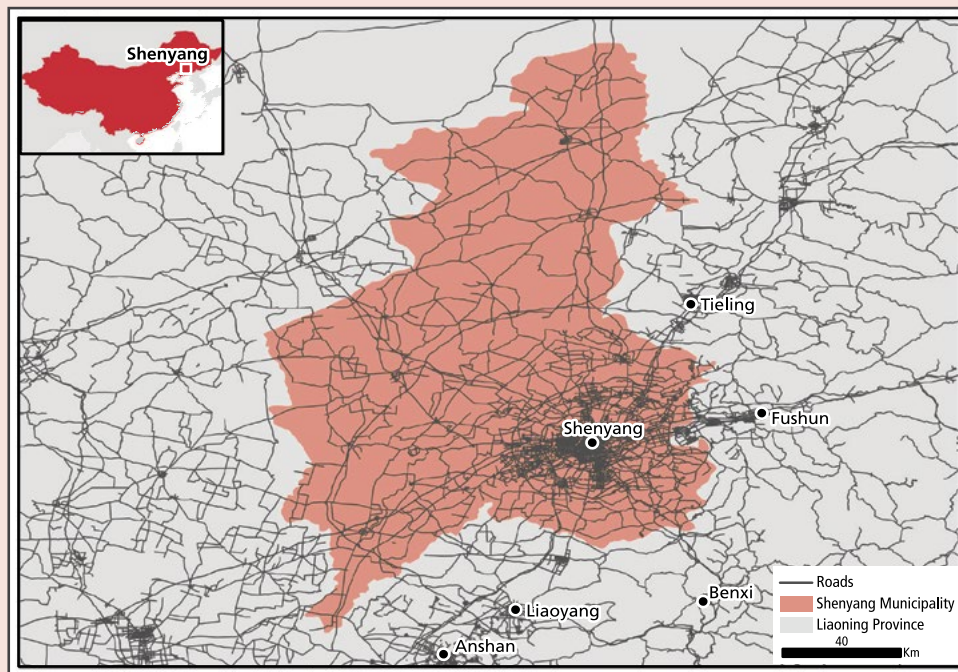 Shenyang
Tieling
Fushun
Shenyang
Benxi
Liaoyang
Anshan
Roads
Shenyang Municipality
Liaoning Province
40
Km